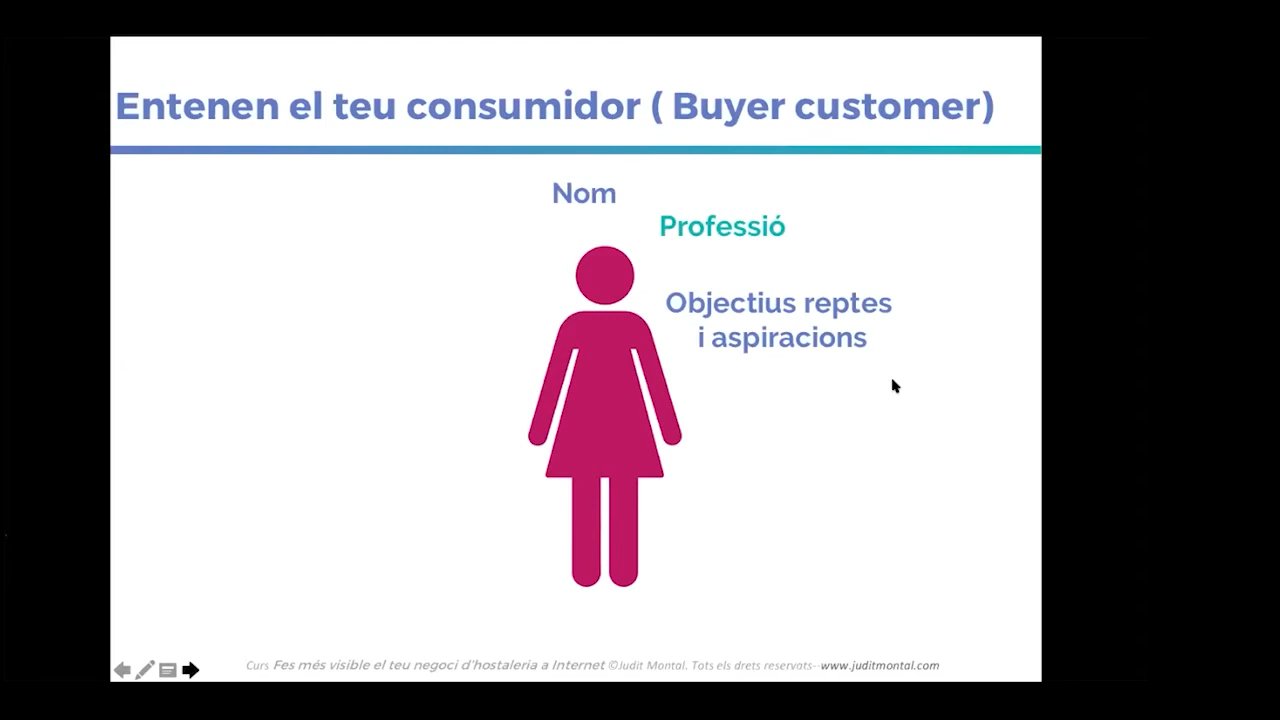 Entenen el teu consumidor ( Buyer customer)
Nom
Professió
Objectius reptes
i aspiracions
Curs Fes més visible el teu negoci d'hostaleria a Internet ©Judit Montal. Tots els drets reservats-- www.juditmontal.com